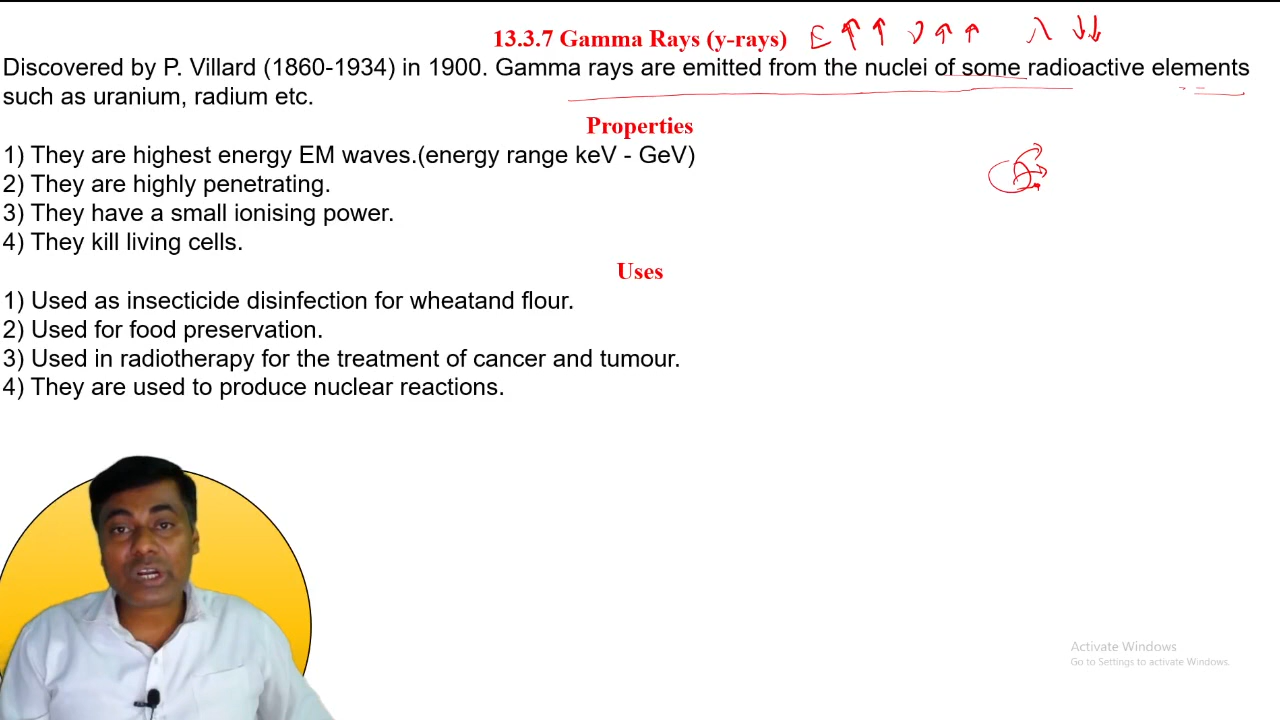 13.3.7 Gamma Rays (y-rays) E ↑ ↑ ν ↑ ↑ λ ↓↓
Discovered by P. Villard (1860-1934) in 1900. Gamma rays are emitted from the nuclei of some radioactive elements
such as uranium, radium etc.
Properties
1) They are highest energy EM waves.(energy range keV - GeV)
2) They are highly penetrating.
3) They have a small ionising power.
4) They kill living cells.
Uses
1) Used as insecticide disinfection for wheatand flour.
2) Used for food preservation.
3) Used in radiotherapy for the treatment of cancer and tumour.
4) They are used to produce nuclear reactions.
Activate Windows
Go to Settings to activate Windows.